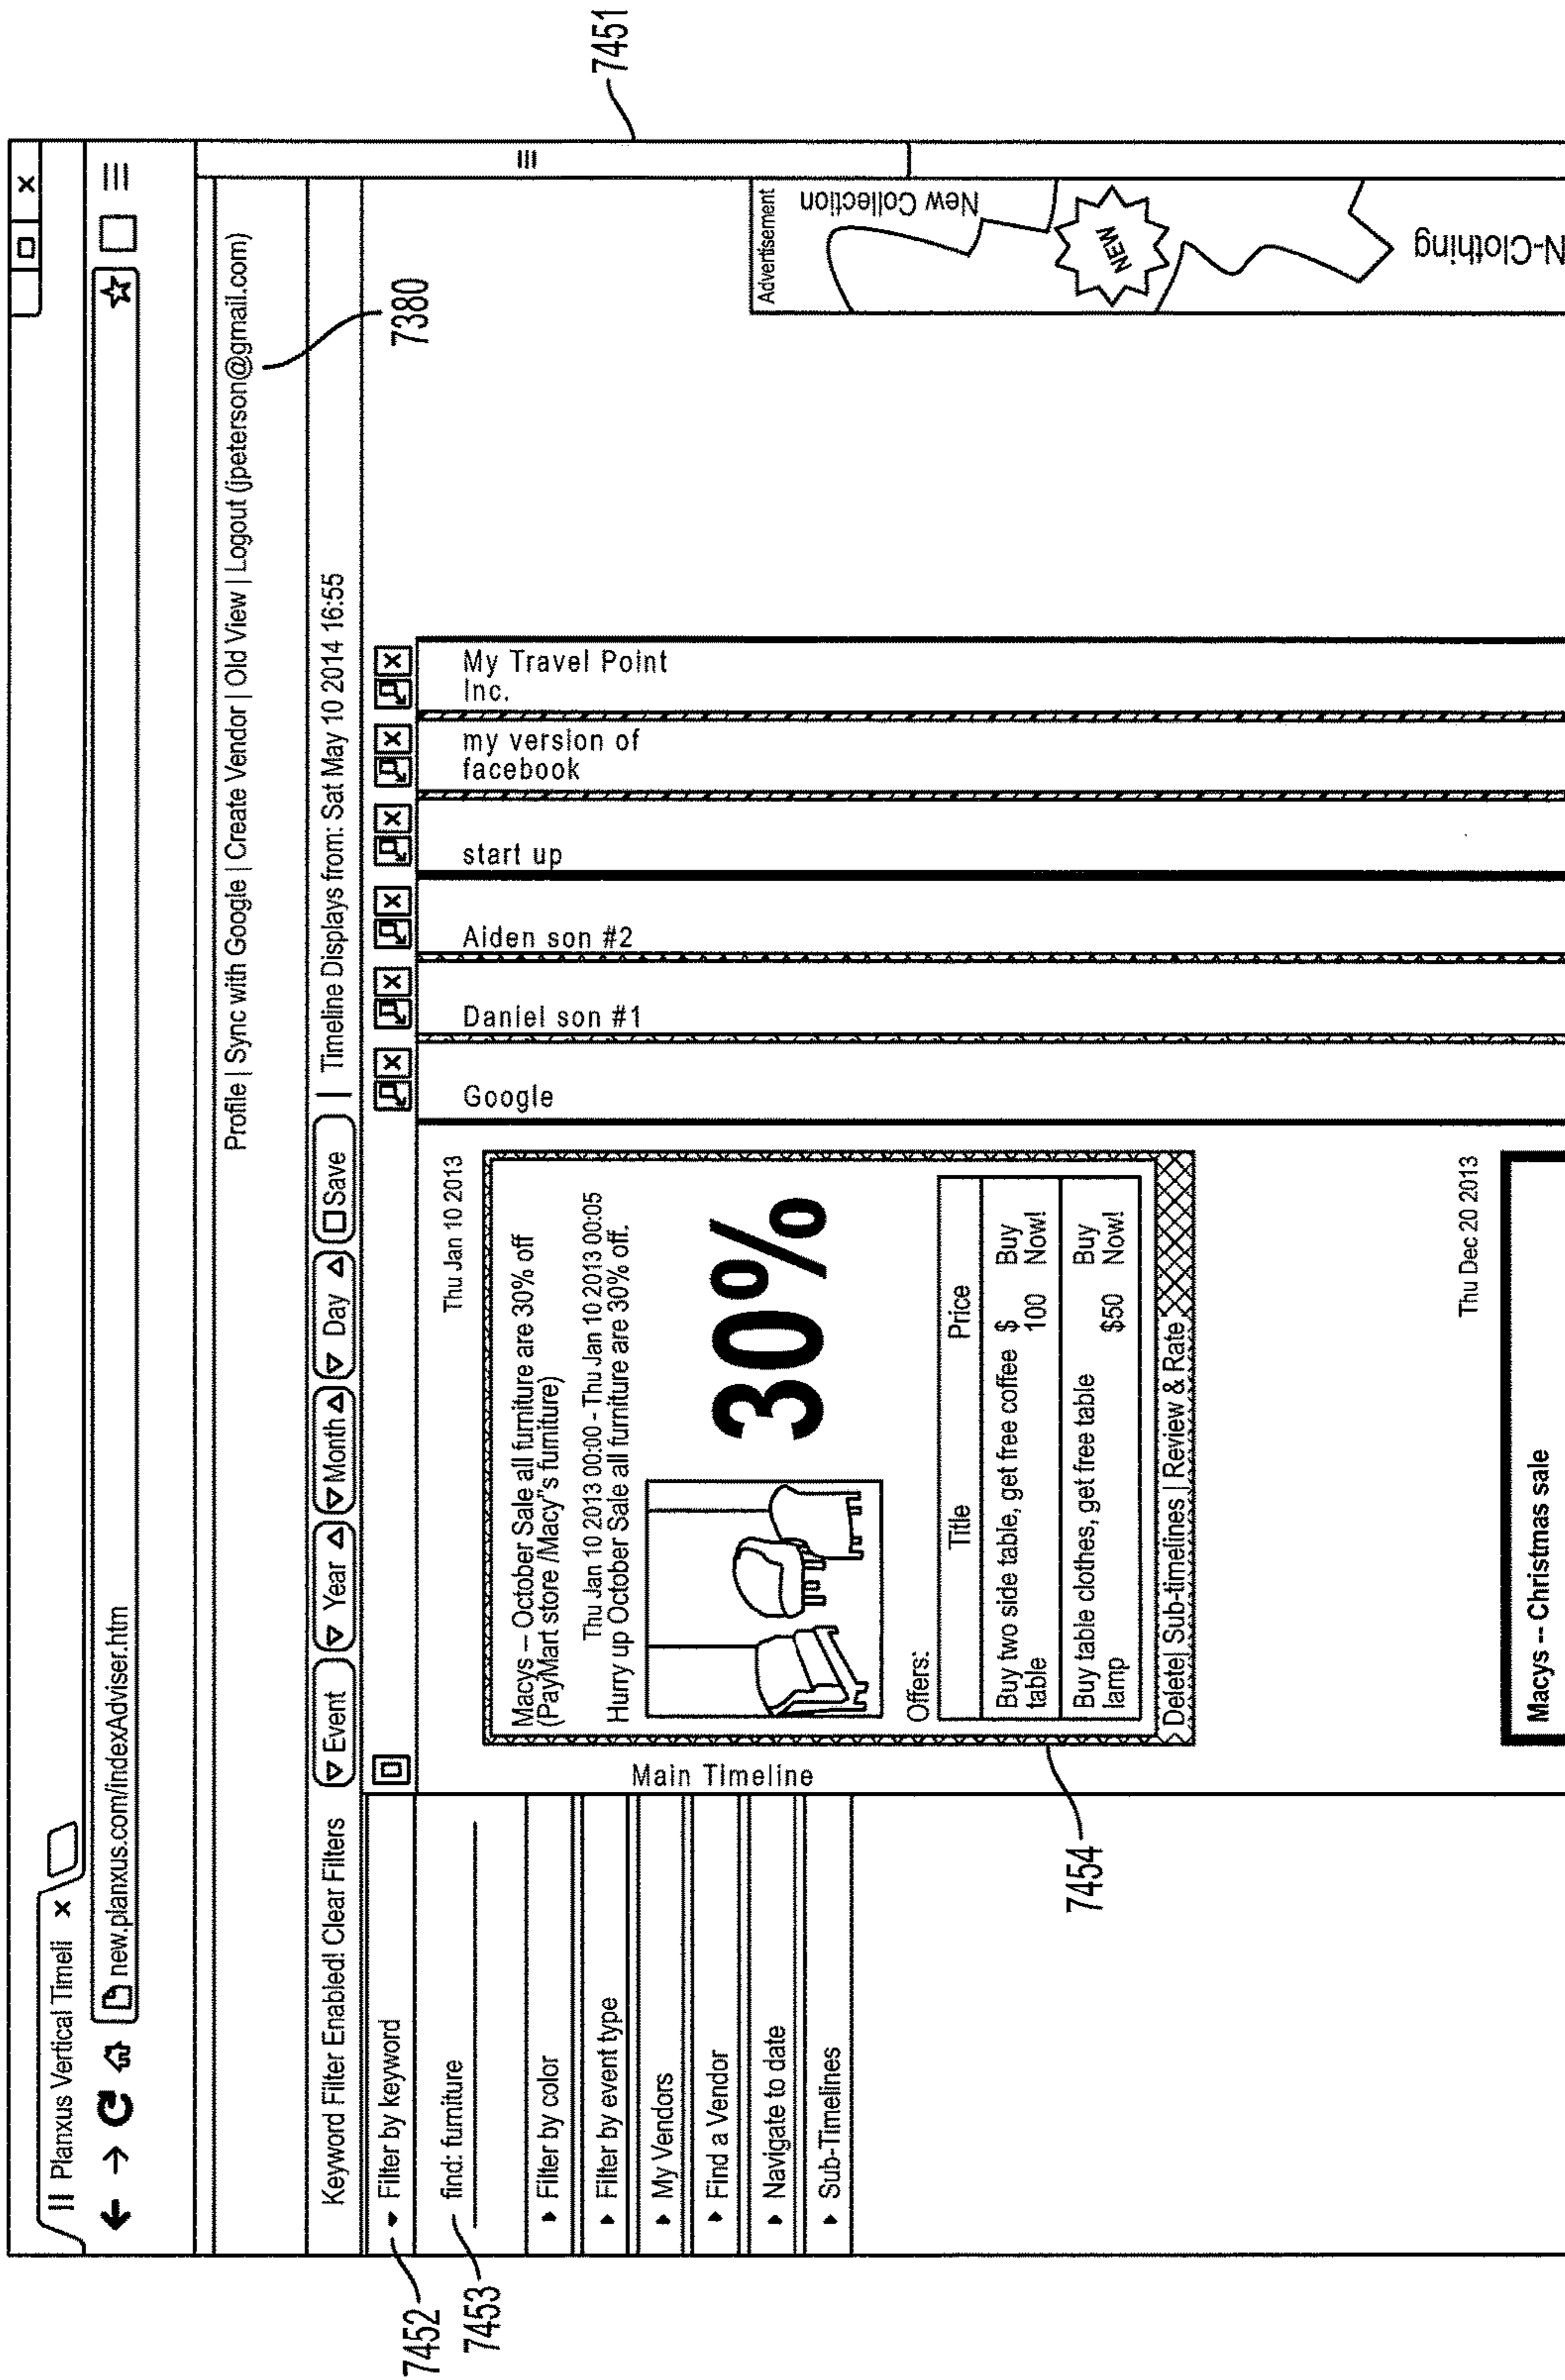 Planxus Vertical Timeli x
new.planxus.com/indexAdviser.htm
Profile | Sync with Google | Create Vendor | Old View | Logout (jpeterson@gmail.com)
7380
7451
Keyword Filter Enabled! Clear Filters
Event
Year
Month
Day
Save
Timeline Displays from: Sat May 10 2014 16:55
7452
Filter by keyword
7453
find: furniture
Filter by color
Filter by event type
My Vendors
Find a Vendor
Navigate to date
Sub-Timelines
Main Timeline
Thu Jan 10 2013
Macys -- October Sale all furniture are 30% off
(PayMart store /Macy"s furniture)
Thu Jan 10 2013 00:00 - Thu Jan 10 2013 00:05
Hurry up October Sale all furniture are 30% off.
30%
Offers:
Title Price
Buy two side table, get free coffee $ Buy
table 100 Now!
Buy table clothes, get free table Buy
lamp $50 Now!
Delete| Sub-timelines | Review & Rate
7454
Thu Dec 20 2013
Macys -- Christmas sale
Google
Daniel son #1
Aiden son #2
start up
my version of
facebook
My Travel Point
Inc.
Advertisement
New Collection
NEW
N-Clothing